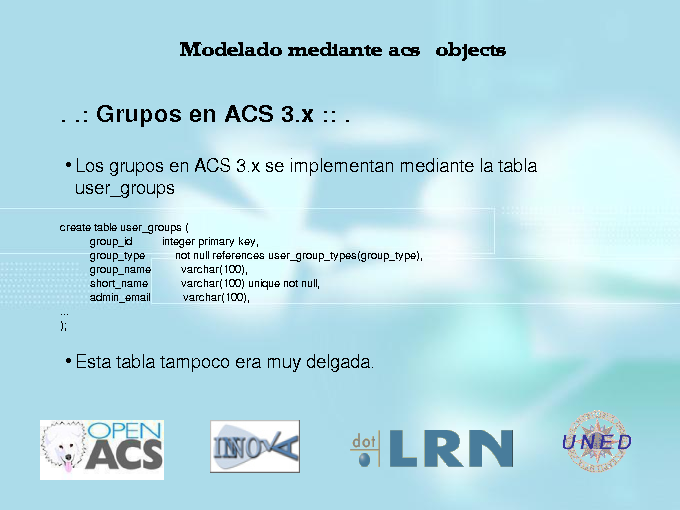 Modelado mediante acs objects
. .: Grupos en ACS 3.x :: .
• Los grupos en ACS 3.x se implementan mediante la tabla
user_groups
create table user_groups (
group_id integer primary key,
group_type not null references user_group_types(group_type),
group_name varchar(100),
short_name varchar(100) unique not null,
admin_email varchar(100),
...
);
• Esta tabla tampoco era muy delgada.
OPEN
ACS
INNOVA
dot LRN
UNED